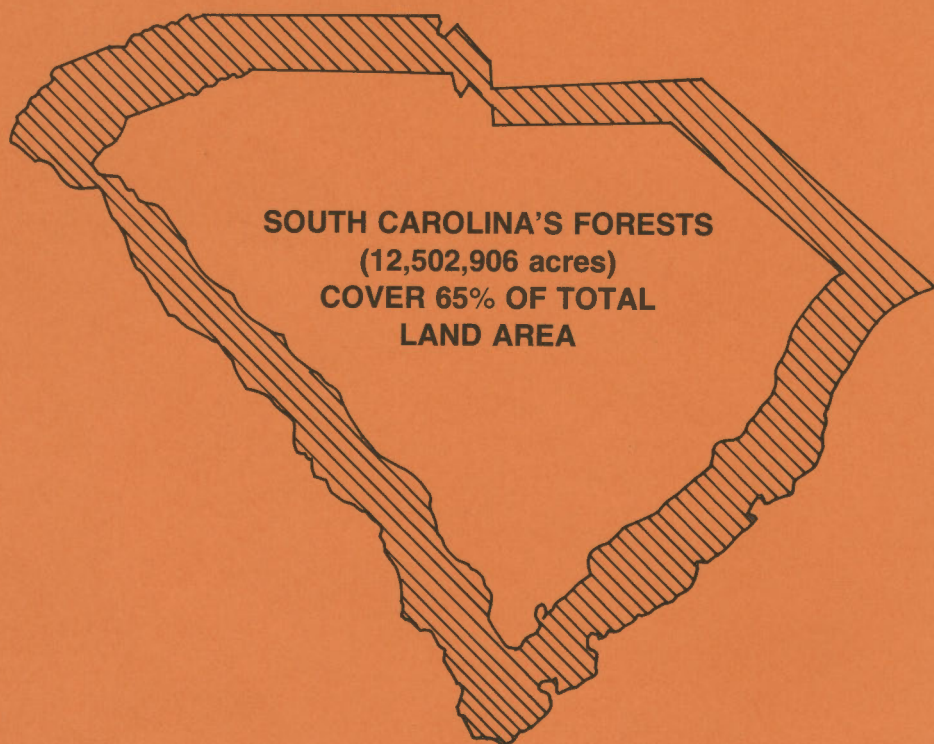 SOUTH CAROLINA'S FORESTS
(12,502,906 acres)
COVER 65% OF TOTAL
LAND AREA